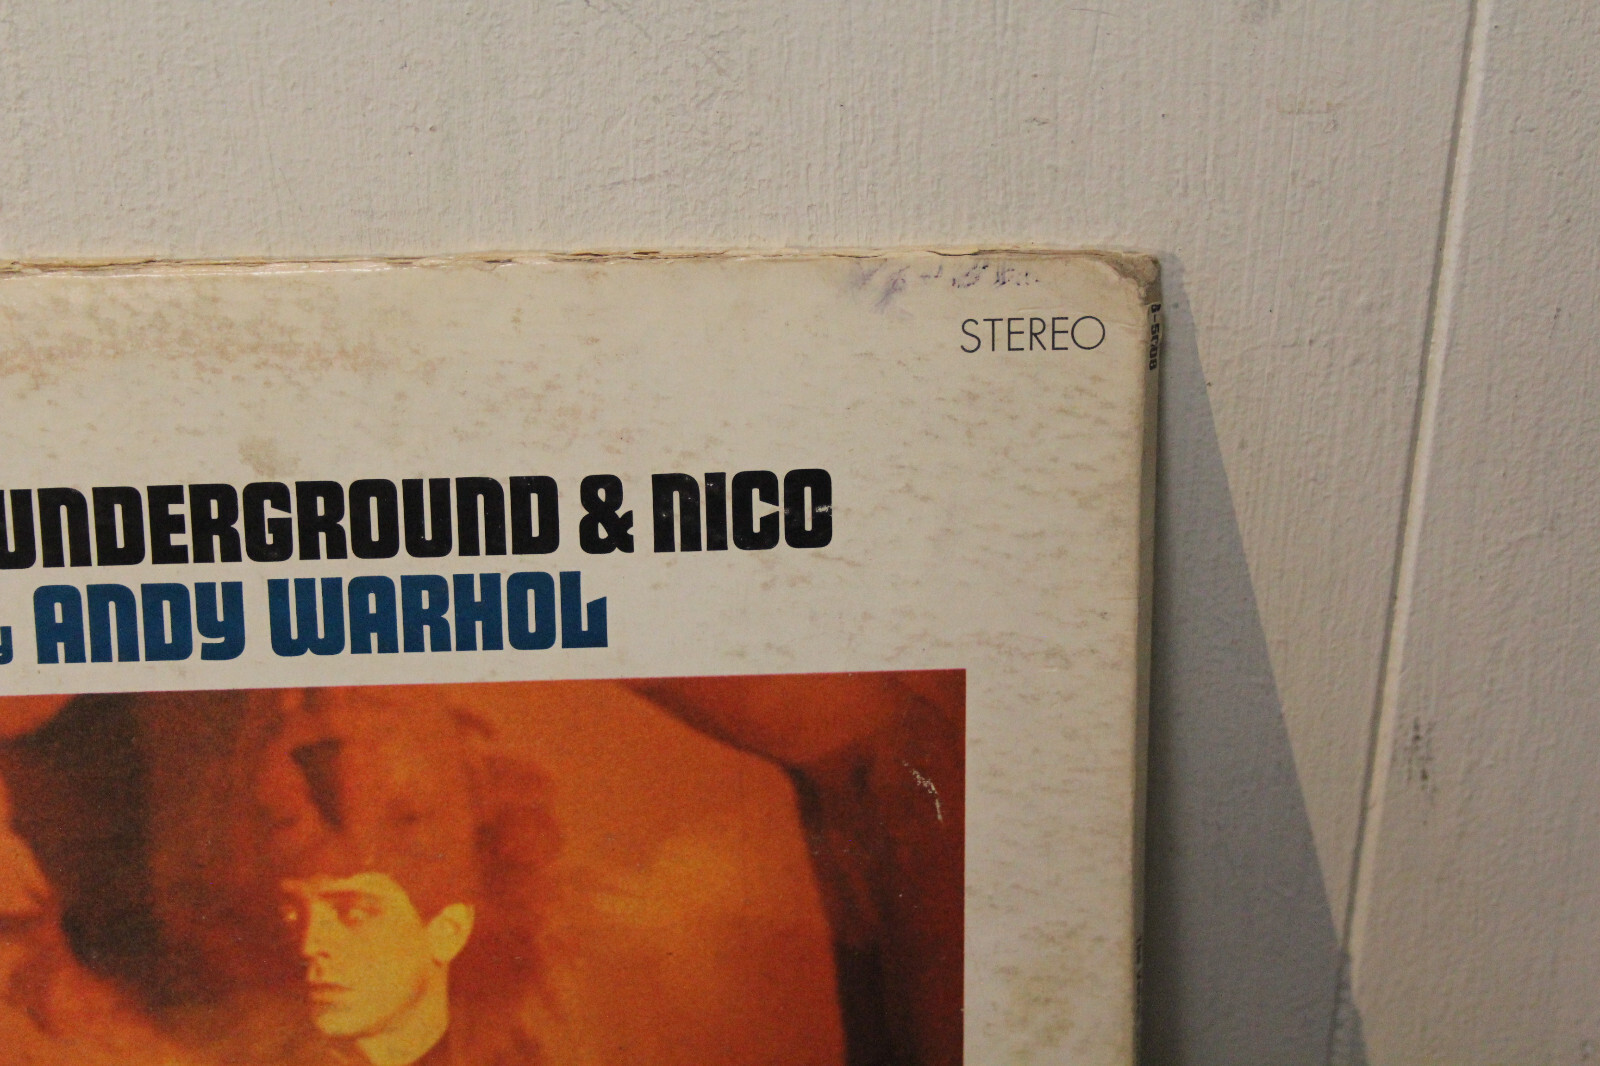 STEREO
UNDERGROUND & NICO
y ANDY WARHOL